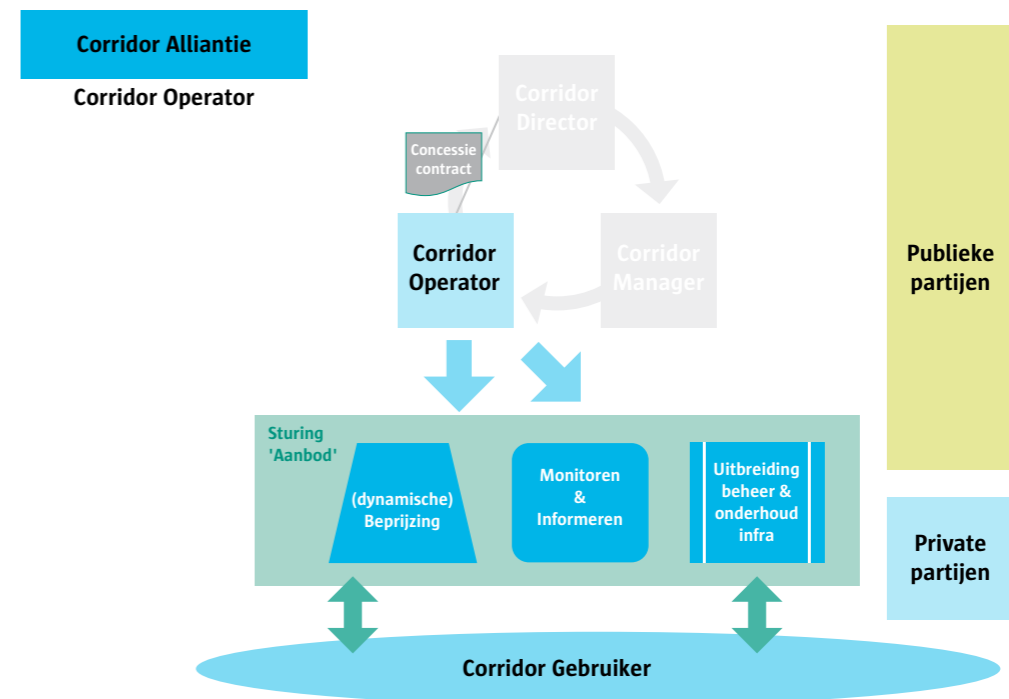 Corridor Alliantie
Corridor Operator
Corridor
Director
Concessie
contract
Corridor
Operator
Corridor
Manager
Publieke
partijen
Sturing
'Aanbod'
(dynamische)
Beprijzing
Monitoren
&
Informeren
Uitbreiding
beheer &
onderhoud
infra
Private
partijen
Corridor Gebruiker